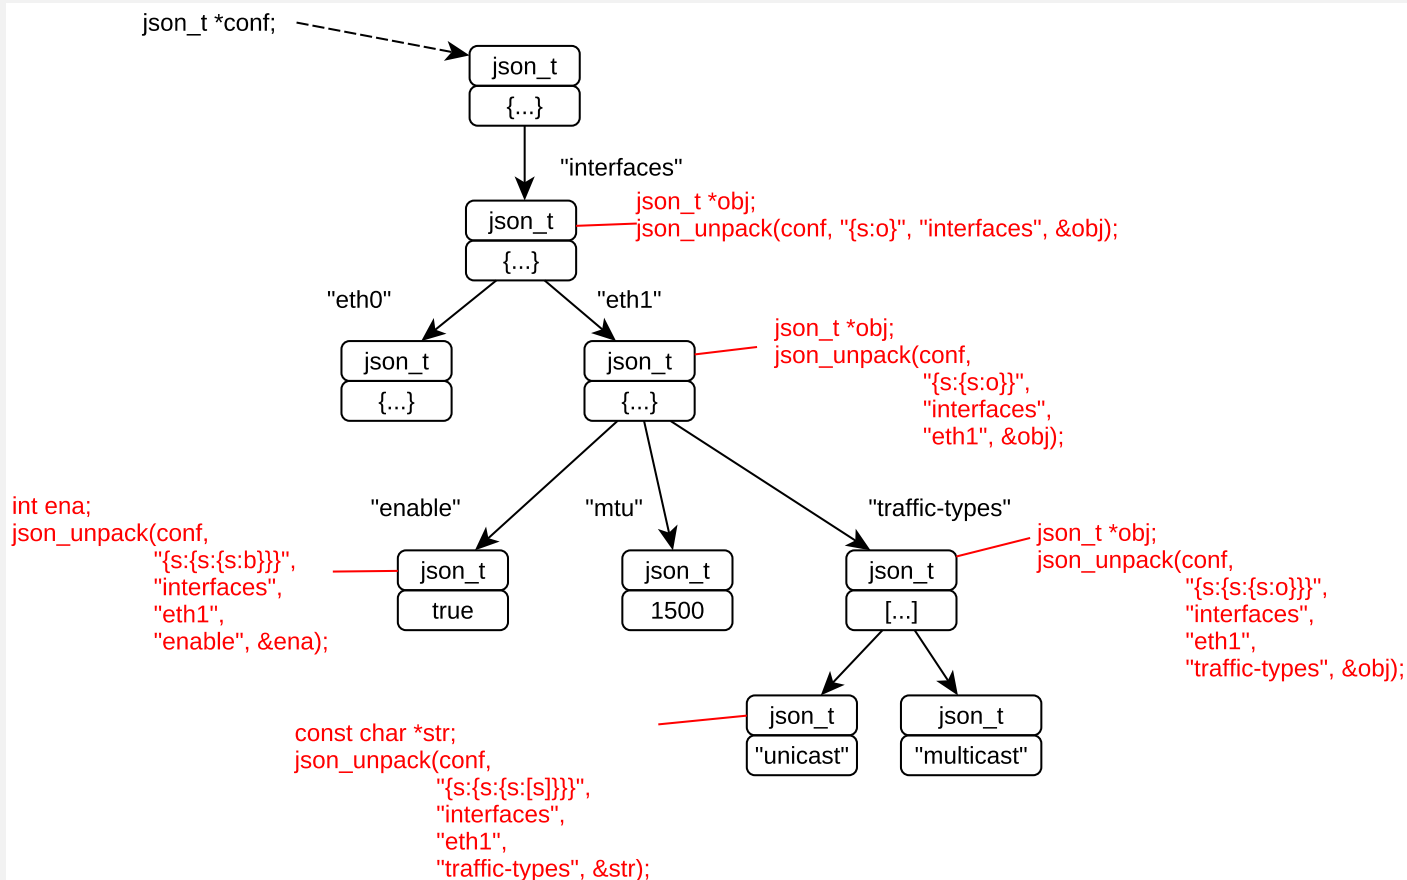 json_t *conf;
json_t
{...}
"interfaces"
json_t
{...}
json_t *obj;
json_unpack(conf, "{s:o}", "interfaces", &obj);
"eth0"
"eth1"
json_t
{...}
json_t
{...}
json_t *obj;
json_unpack(conf,
"{s:{s:o}}",
"interfaces",
"eth1", &obj);
int ena;
json_unpack(conf,
"{s:{s:{s:b}}}",
"interfaces",
"eth1",
"enable", &ena);
"enable"
"mtu"
"traffic-types"
json_t
true
json_t
1500
json_t
[...]
json_t *obj;
json_unpack(conf,
"{s:{s:{s:o}}}",
"interfaces",
"eth1",
"traffic-types", &obj);
const char *str;
json_unpack(conf,
"{s:{s:{s:[s]}}}",
"interfaces",
"eth1",
"traffic-types", &str);
json_t
"unicast"
json_t
"multicast"